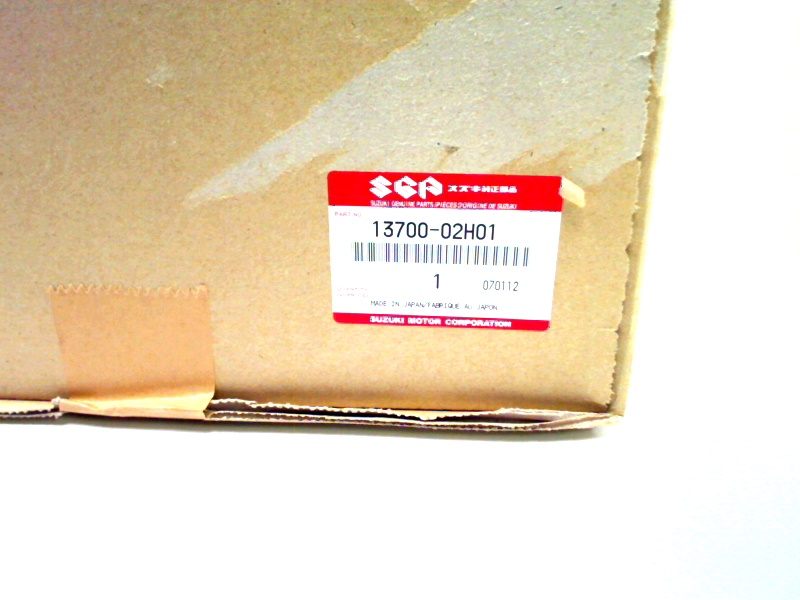 SGP スズキ純正部品
SUZUKI GENUINE PARTS/PIÈCES D'ORIGINE DE SUZUKI
PART NO.
13700-02H01
1 070112
MADE IN JAPAN/FABRIQUE AU JAPON
SUZUKI MOTOR CORPORATION